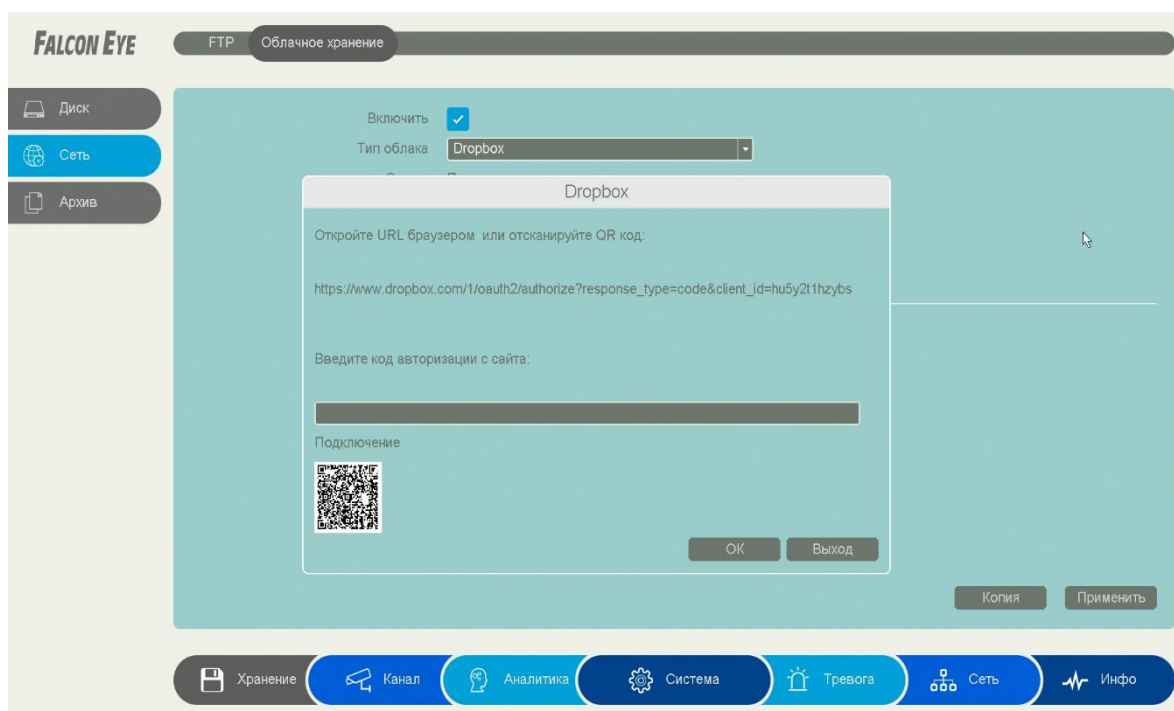 FALCON EYE
FTP
Облачное хранение
Диск
Сеть
Архив
Включить
Тип облака
Dropbox
Dropbox
Откройте URL браузером или отсканируйте QR код:
https://www.dropbox.com/1/oauth2/authorize?response_type=code&client_id=hu5y2t1hzybs
Введите код авторизации с сайта:
Подключение
ОК
Выход
Копия
Применить
Хранение
Канал
Аналитика
Система
Тревога
Сеть
Инфо